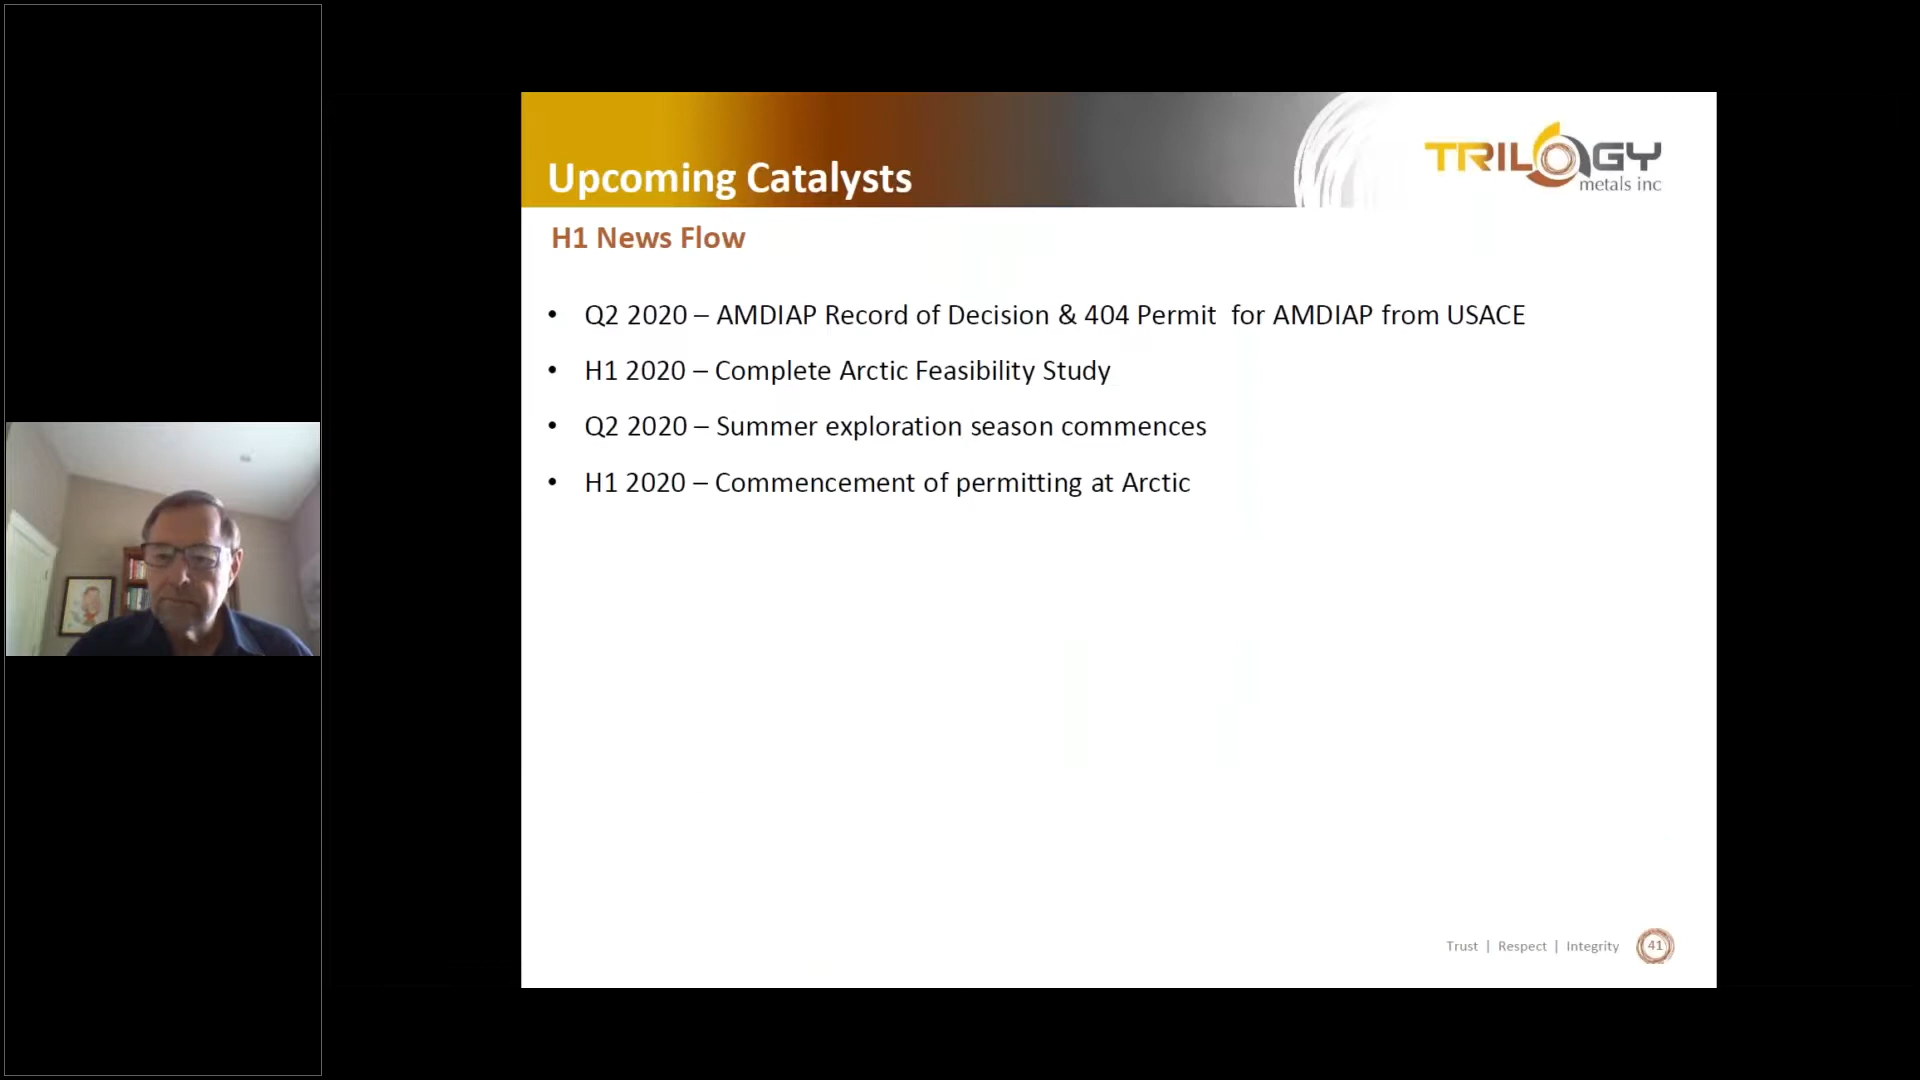 Upcoming Catalysts
TRILOGY
metals inc
H1 News Flow
• Q2 2020 – AMDIAP Record of Decision & 404 Permit  for AMDIAP from USACE
• H1 2020 – Complete Arctic Feasibility Study
• Q2 2020 – Summer exploration season commences
• H1 2020 – Commencement of permitting at Arctic
Trust | Respect | Integrity 41